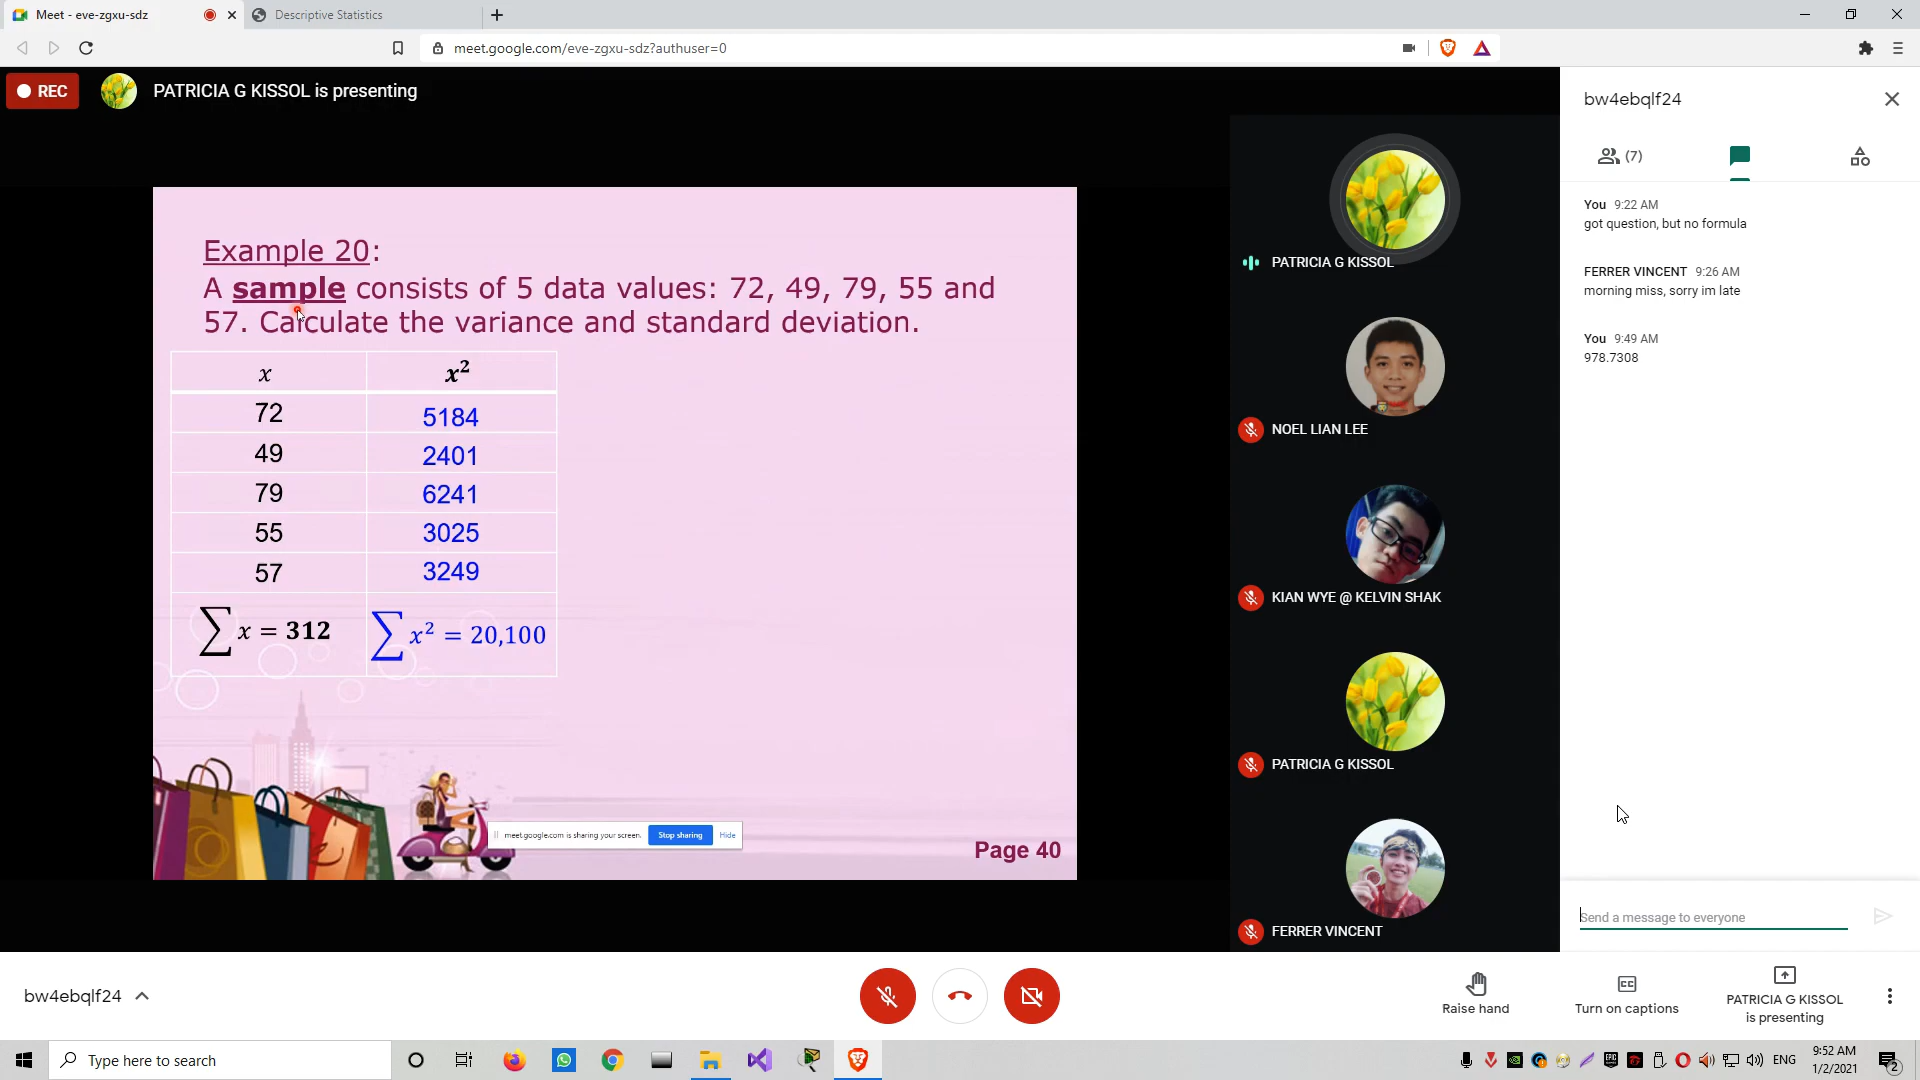 Meet - eve-zgxu-sdz
Descriptive Statistics
meet.google.com/eve-zgxu-sdz?authuser=0
REC
PATRICIA G KISSOL is presenting
Example 20:
A sample consists of 5 data values: 72, 49, 79, 55 and
57. Calculate the variance and standard deviation.
x x²
72 5184
49 2401
79 6241
55 3025
57 3249
∑ x = 312 ∑ x² = 20,100
meet.google.com is sharing your screen. Stop sharing Hide
Page 40
PATRICIA G KISSOL
NOEL LIAN LEE
KIAN WYE @ KELVIN SHAK
PATRICIA G KISSOL
FERRER VINCENT
bw4ebqlf24
(7)
You 9:22 AM
got question, but no formula
FERRER VINCENT 9:26 AM
morning miss, sorry im late
You 9:49 AM
978.7308
Send a message to everyone
bw4ebqlf24
Raise hand
Turn on captions
PATRICIA G KISSOL
is presenting
Type here to search
ENG
9:52 AM
1/2/2021
2